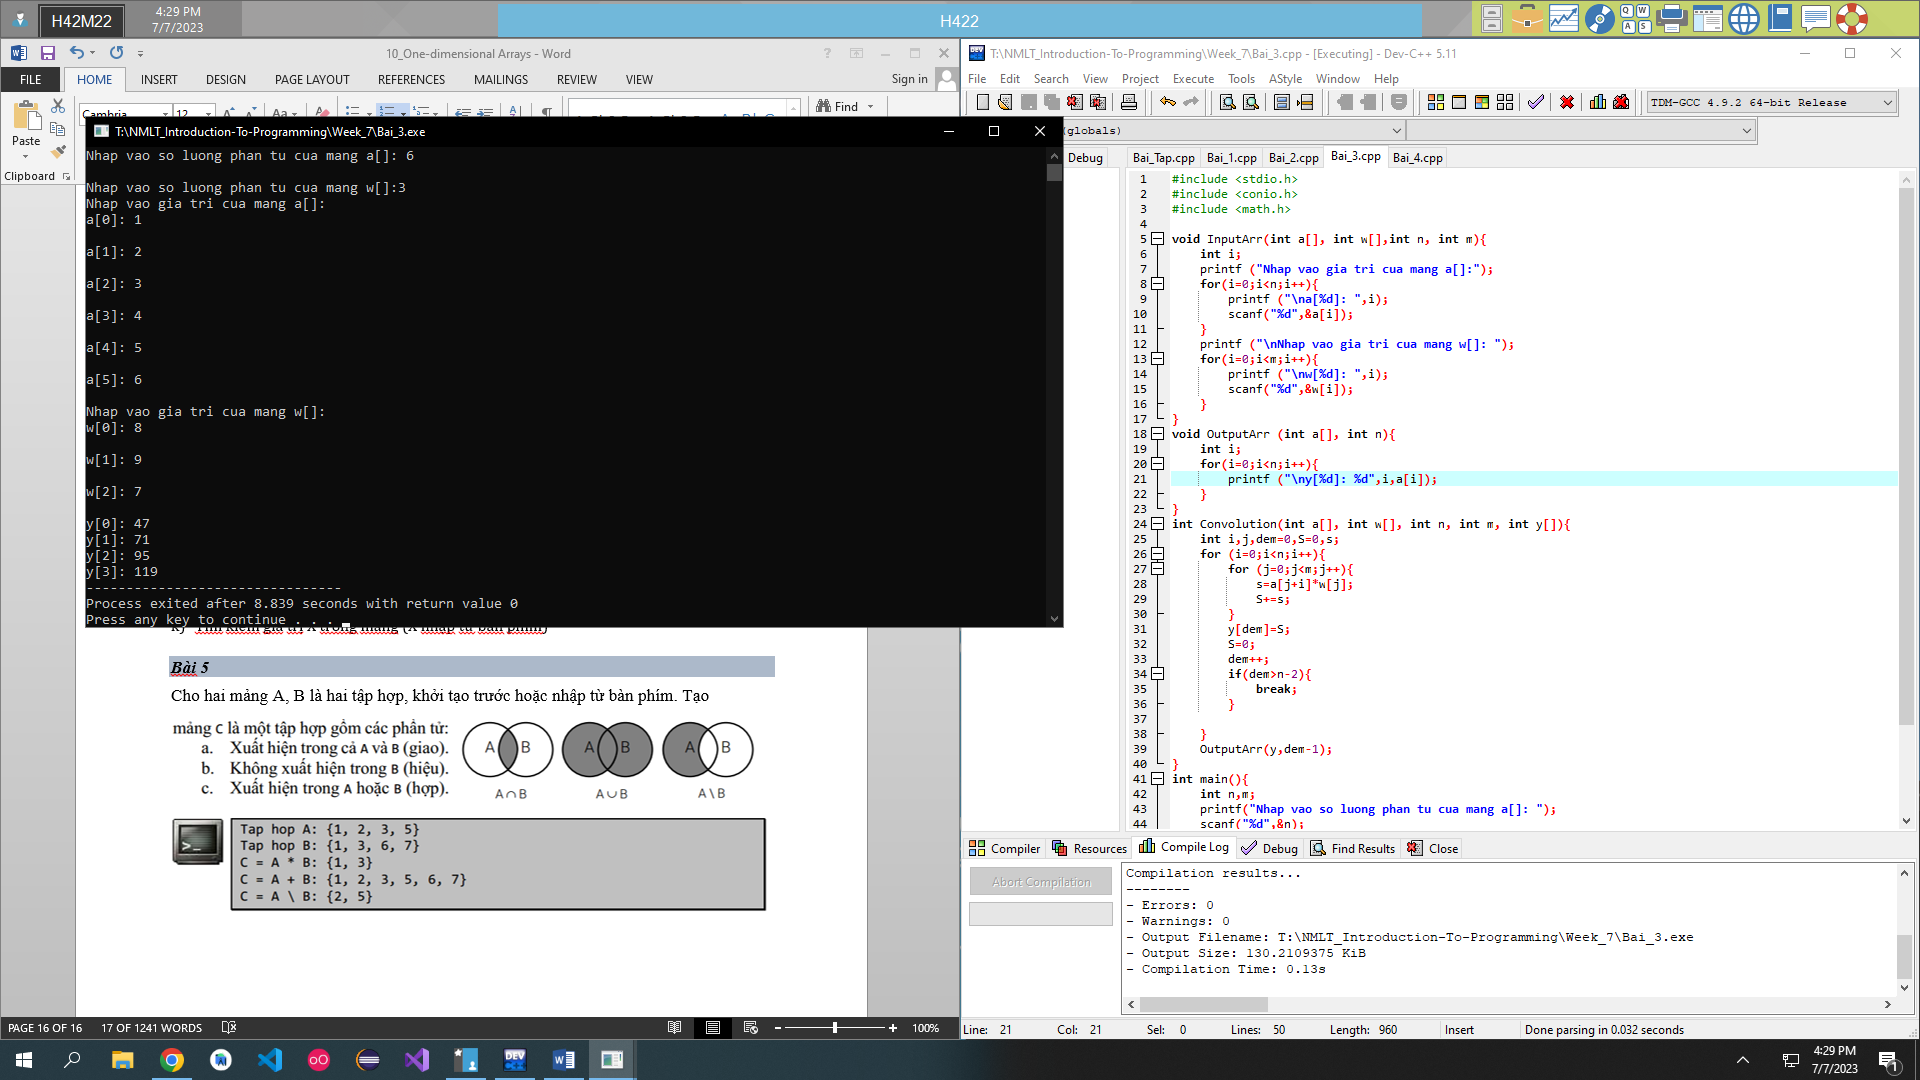 H42M22
4:29 PM
7/7/2023
H422
10_One-dimensional Arrays - Word
FILE HOME INSERT DESIGN PAGE LAYOUT REFERENCES MAILINGS REVIEW VIEW Sign in
Paste
Clipboard
Cambria 12
Find
T:\NMLT_Introduction-To-Programming\Week_7\Bai_3.exe
Nhap vao so luong phan tu cua mang a[]: 6
Nhap vao so luong phan tu cua mang w[]:3
Nhap vao gia tri cua mang a[]:
a[0]: 1
a[1]: 2
a[2]: 3
a[3]: 4
a[4]: 5
a[5]: 6
Nhap vao gia tri cua mang w[]:
w[0]: 8
w[1]: 9
w[2]: 7
y[0]: 47
y[1]: 71
y[2]: 95
y[3]: 119
--------------------------------
Process exited after 8.839 seconds with return value 0
Press any key to continue . . .
k) Tìm kiếm giá trị X trong mảng (X nhập từ bàn phím)
Bài 5
Cho hai mảng A, B là hai tập hợp, khởi tạo trước hoặc nhập từ bàn phím. Tạo
mảng C là một tập hợp gồm các phần tử:
a. Xuất hiện trong cả A và B (giao).
b. Không xuất hiện trong B (hiệu).
c. Xuất hiện trong A hoặc B (hợp).
A B A B A B
A∩B A∪B A\B
Tap hop A: {1, 2, 3, 5}
Tap hop B: {1, 3, 6, 7}
C = A * B: {1, 3}
C = A + B: {1, 2, 3, 5, 6, 7}
C = A \ B: {2, 5}
PAGE 16 OF 16 17 OF 1241 WORDS 100%
T:\NMLT_Introduction-To-Programming\Week_7\Bai_3.cpp - [Executing] - Dev-C++ 5.11
File Edit Search View Project Execute Tools AStyle Window Help
TDM-GCC 4.9.2 64-bit Release
(globals)
Debug
Bai_Tap.cpp Bai_1.cpp Bai_2.cpp Bai_3.cpp Bai_4.cpp
1 #include <stdio.h>
2 #include <conio.h>
3 #include <math.h>
4
5 void InputArr(int a[], int w[],int n, int m){
6 int i;
7 printf ("Nhap vao gia tri cua mang a[]:");
8 for(i=0;i<n;i++){
9 printf ("\na[%d]: ",i);
10 scanf("%d",&a[i]);
11 }
12 printf ("\nNhap vao gia tri cua mang w[]: ");
13 for(i=0;i<m;i++){
14 printf ("\nw[%d]: ",i);
15 scanf("%d",&w[i]);
16 }
17 }
18 void OutputArr (int a[], int n){
19 int i;
20 for(i=0;i<n;i++){
21 printf ("\ny[%d]: %d",i,a[i]);
22 }
23 }
24 int Convolution(int a[], int w[], int n, int m, int y[]){
25 int i,j,dem=0,S=0,s;
26 for (i=0;i<n;i++){
27 for (j=0;j<m;j++){
28 s=a[j+i]*w[j];
29 S+=s;
30 }
31 y[dem]=S;
32 S=0;
33 dem++;
34 if(dem>n-2){
35 break;
36 }
37
38 }
39 OutputArr(y,dem-1);
40 }
41 int main(){
42 int n,m;
43 printf("Nhap vao so luong phan tu cua mang a[]: ");
44 scanf("%d",&n);
Compiler Resources Compile Log Debug Find Results Close
Abort Compilation
Compilation results...
--------
- Errors: 0
- Warnings: 0
- Output Filename: T:\NMLT_Introduction-To-Programming\Week_7\Bai_3.exe
- Output Size: 130.2109375 KiB
- Compilation Time: 0.13s
Line: 21 Col: 21 Sel: 0 Lines: 50 Length: 960 Insert Done parsing in 0.032 seconds
4:29 PM
7/7/2023
1